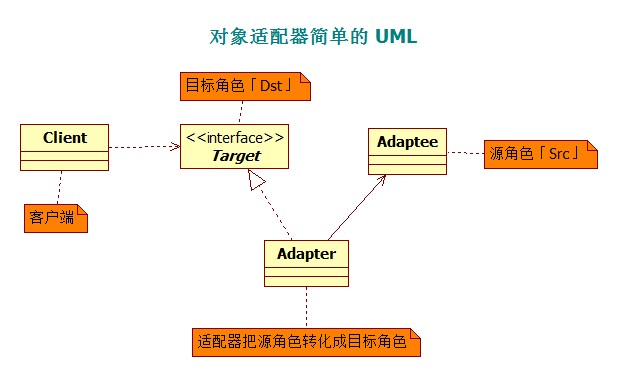 对象适配器简单的 UML
目标角色「Dst」
Client
<<interface>>
Target
Adaptee
源角色「Src」
客户端
Adapter
适配器把源角色转化成目标角色